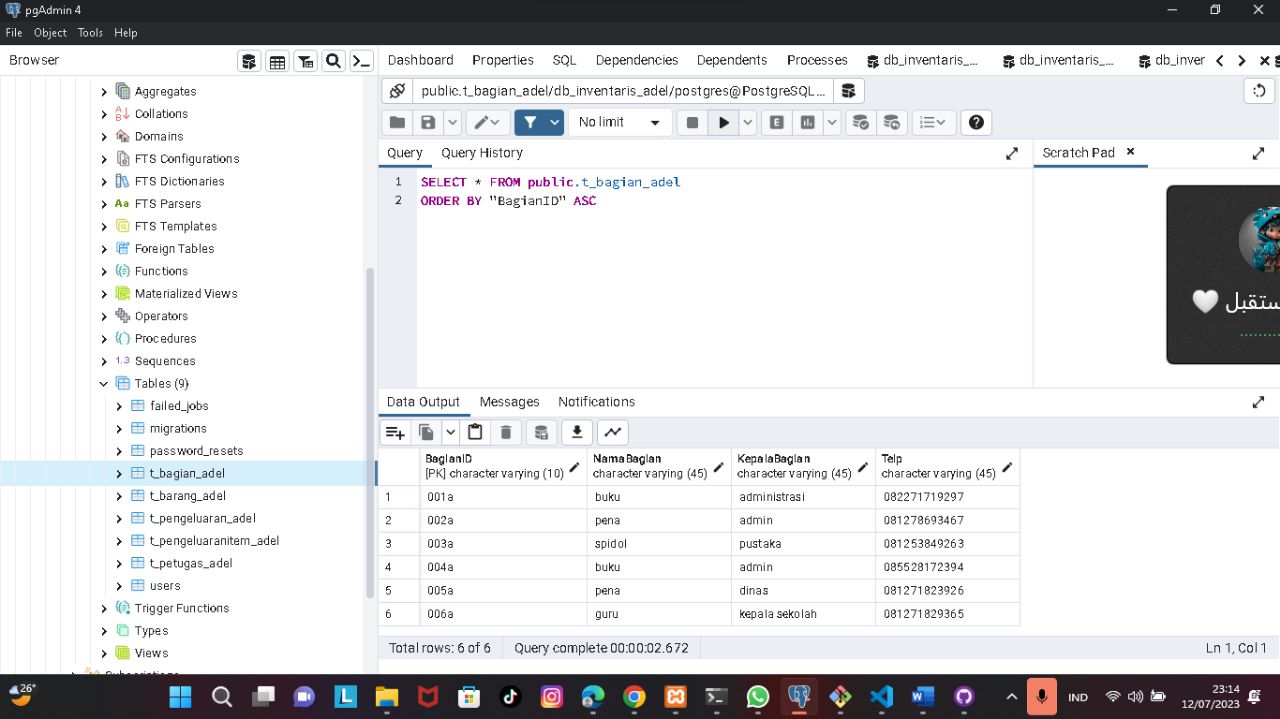 pgAdmin 4
File Object Tools Help
Browser
Dashboard Properties SQL Dependencies Dependents Processes db_inventaris_... db_inventaris_... db_inver
public.t_bagian_adel/db_inventaris_adel/postgres@PostgreSQL ...
No limit
Query Query History
Scratch Pad
1 SELECT * FROM public.t_bagian_adel
2 ORDER BY "BagianID" ASC
Aggregates
Collations
Domains
FTS Configurations
FTS Dictionaries
Aa FTS Parsers
FTS Templates
Foreign Tables
Functions
Materialized Views
Operators
Procedures
1.3 Sequences
Tables (9)
failed_jobs
migrations
password_resets
t_bagian_adel
t_barang_adel
t_pengeluaran_adel
t_pengeluaranitem_adel
t_petugas_adel
users
Trigger Functions
Types
Views
Data Output Messages Notifications
BagianID NamaBagian KepalaBagian Telp
[PK] character varying (10) character varying (45) character varying (45) character varying (45)
1 001a buku administrasi 082271719297
2 002a pena admin 081278693467
3 003a spidol pustaka 081253849263
4 004a buku admin 085528172394
5 005a pena dinas 081271823926
6 006a guru kepala sekolah 081271829365
Total rows: 6 of 6 Query complete 00:00:02.672 Ln 1, Col 1
26°
IND
23:14
12/07/2023